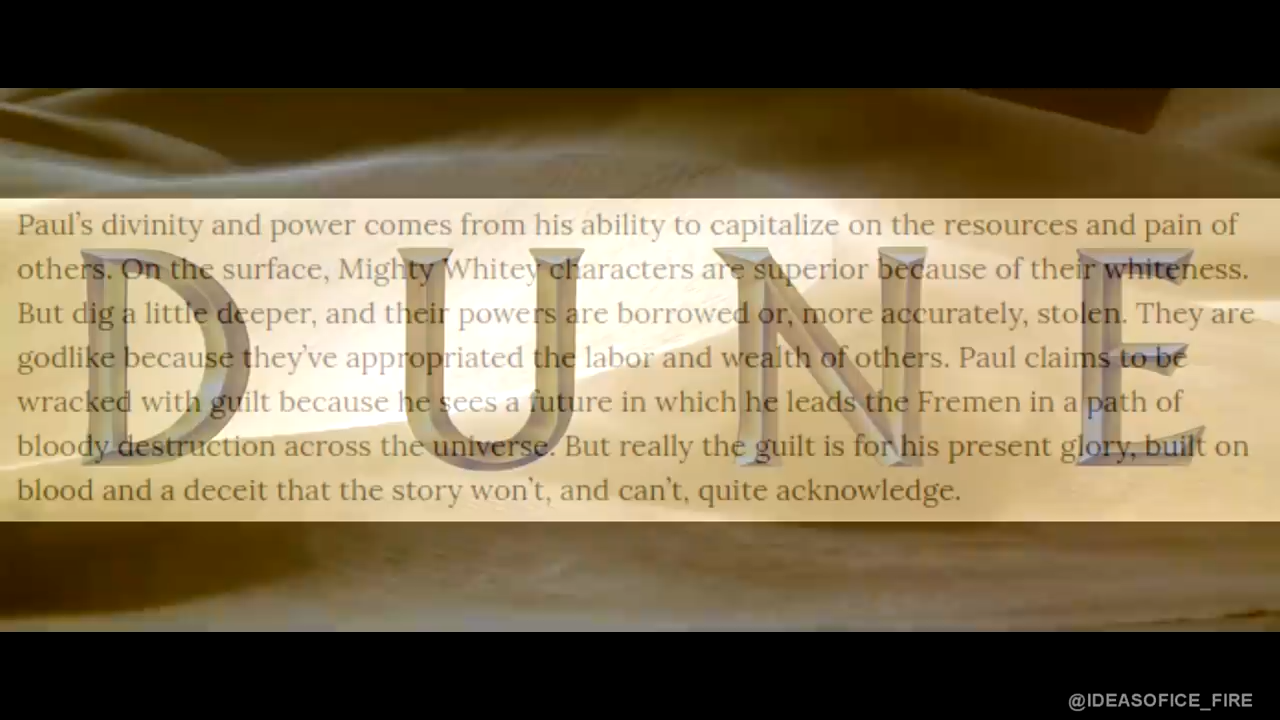 Paul’s divinity and power comes from his ability to capitalize on the resources and pain of
others. On the surface, Mighty Whitey characters are superior because of their whiteness.
But dig a little deeper, and their powers are borrowed or, more accurately, stolen. They are
godlike because they’ve appropriated the labor and wealth of others. Paul claims to be
wracked with guilt because he sees a future in which he leads the Fremen in a path of
bloody destruction across the universe. But really the guilt is for his present glory, built on
blood and a deceit that the story won’t, and can’t, quite acknowledge.
DUNE
@IDEASOFICE_FIRE